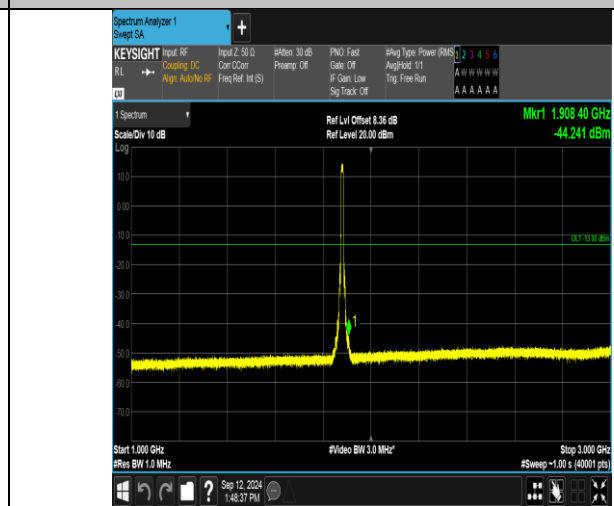 Spectrum Analyzer 1
Swept SA
+
KEYSIGHT Input: RF Input Z: 50 Ω #Atten: 30 dB PNO: Fast #Avg Type: Power (RMS 1 2 3 4 5 6
RL Coupling: DC Corr CCorr Preamp: Off Gate: Off Avg|Hold: 1/1 A W W W W W
Align: Auto/No RF Freq Ref: Int (S) IF Gain: Low Trig: Free Run A A A A A A
Sig Track: Off
LXI
1 Spectrum Ref Lvl Offset 8.36 dB Mkr1 1.908 40 GHz
Scale/Div 10 dB Ref Level 20.00 dBm -44.241 dBm
Log
10.0
0.00
-10.0
DL1 -13.00 dBm
-20.0
-30.0
-40.0
1
-50.0
-60.0
-70.0
Start 1.000 GHz #Video BW 3.0 MHz* Stop 3.000 GHz
#Res BW 1.0 MHz #Sweep ~1.00 s (40001 pts)
? Sep 12, 2024
1:48:37 PM